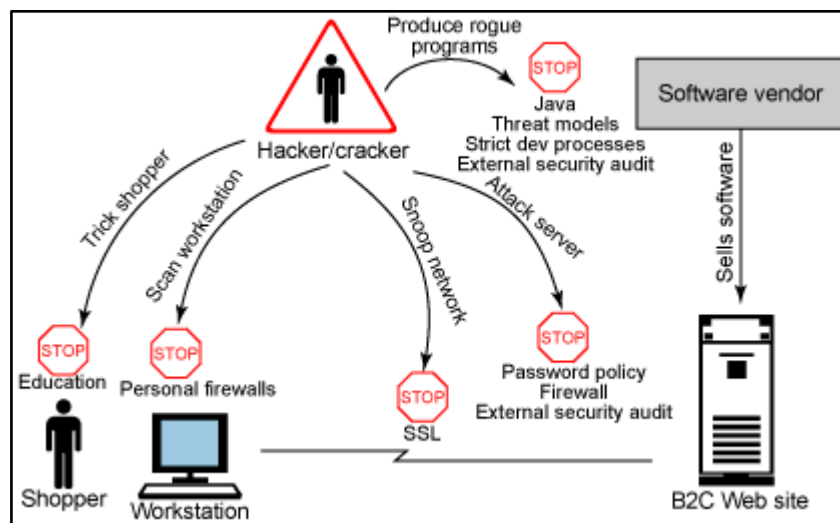 Produce rogue
programs
STOP
Java
Threat models
Strict dev processes
External security audit
Software vendor
Hacker/cracker
Trick shopper
Scan workstation
Snoop network
Attack server
Sells software
STOP
Education
STOP
Personal firewalls
STOP
SSL
STOP
Password policy
Firewall
External security audit
Shopper
Workstation
B2C Web site